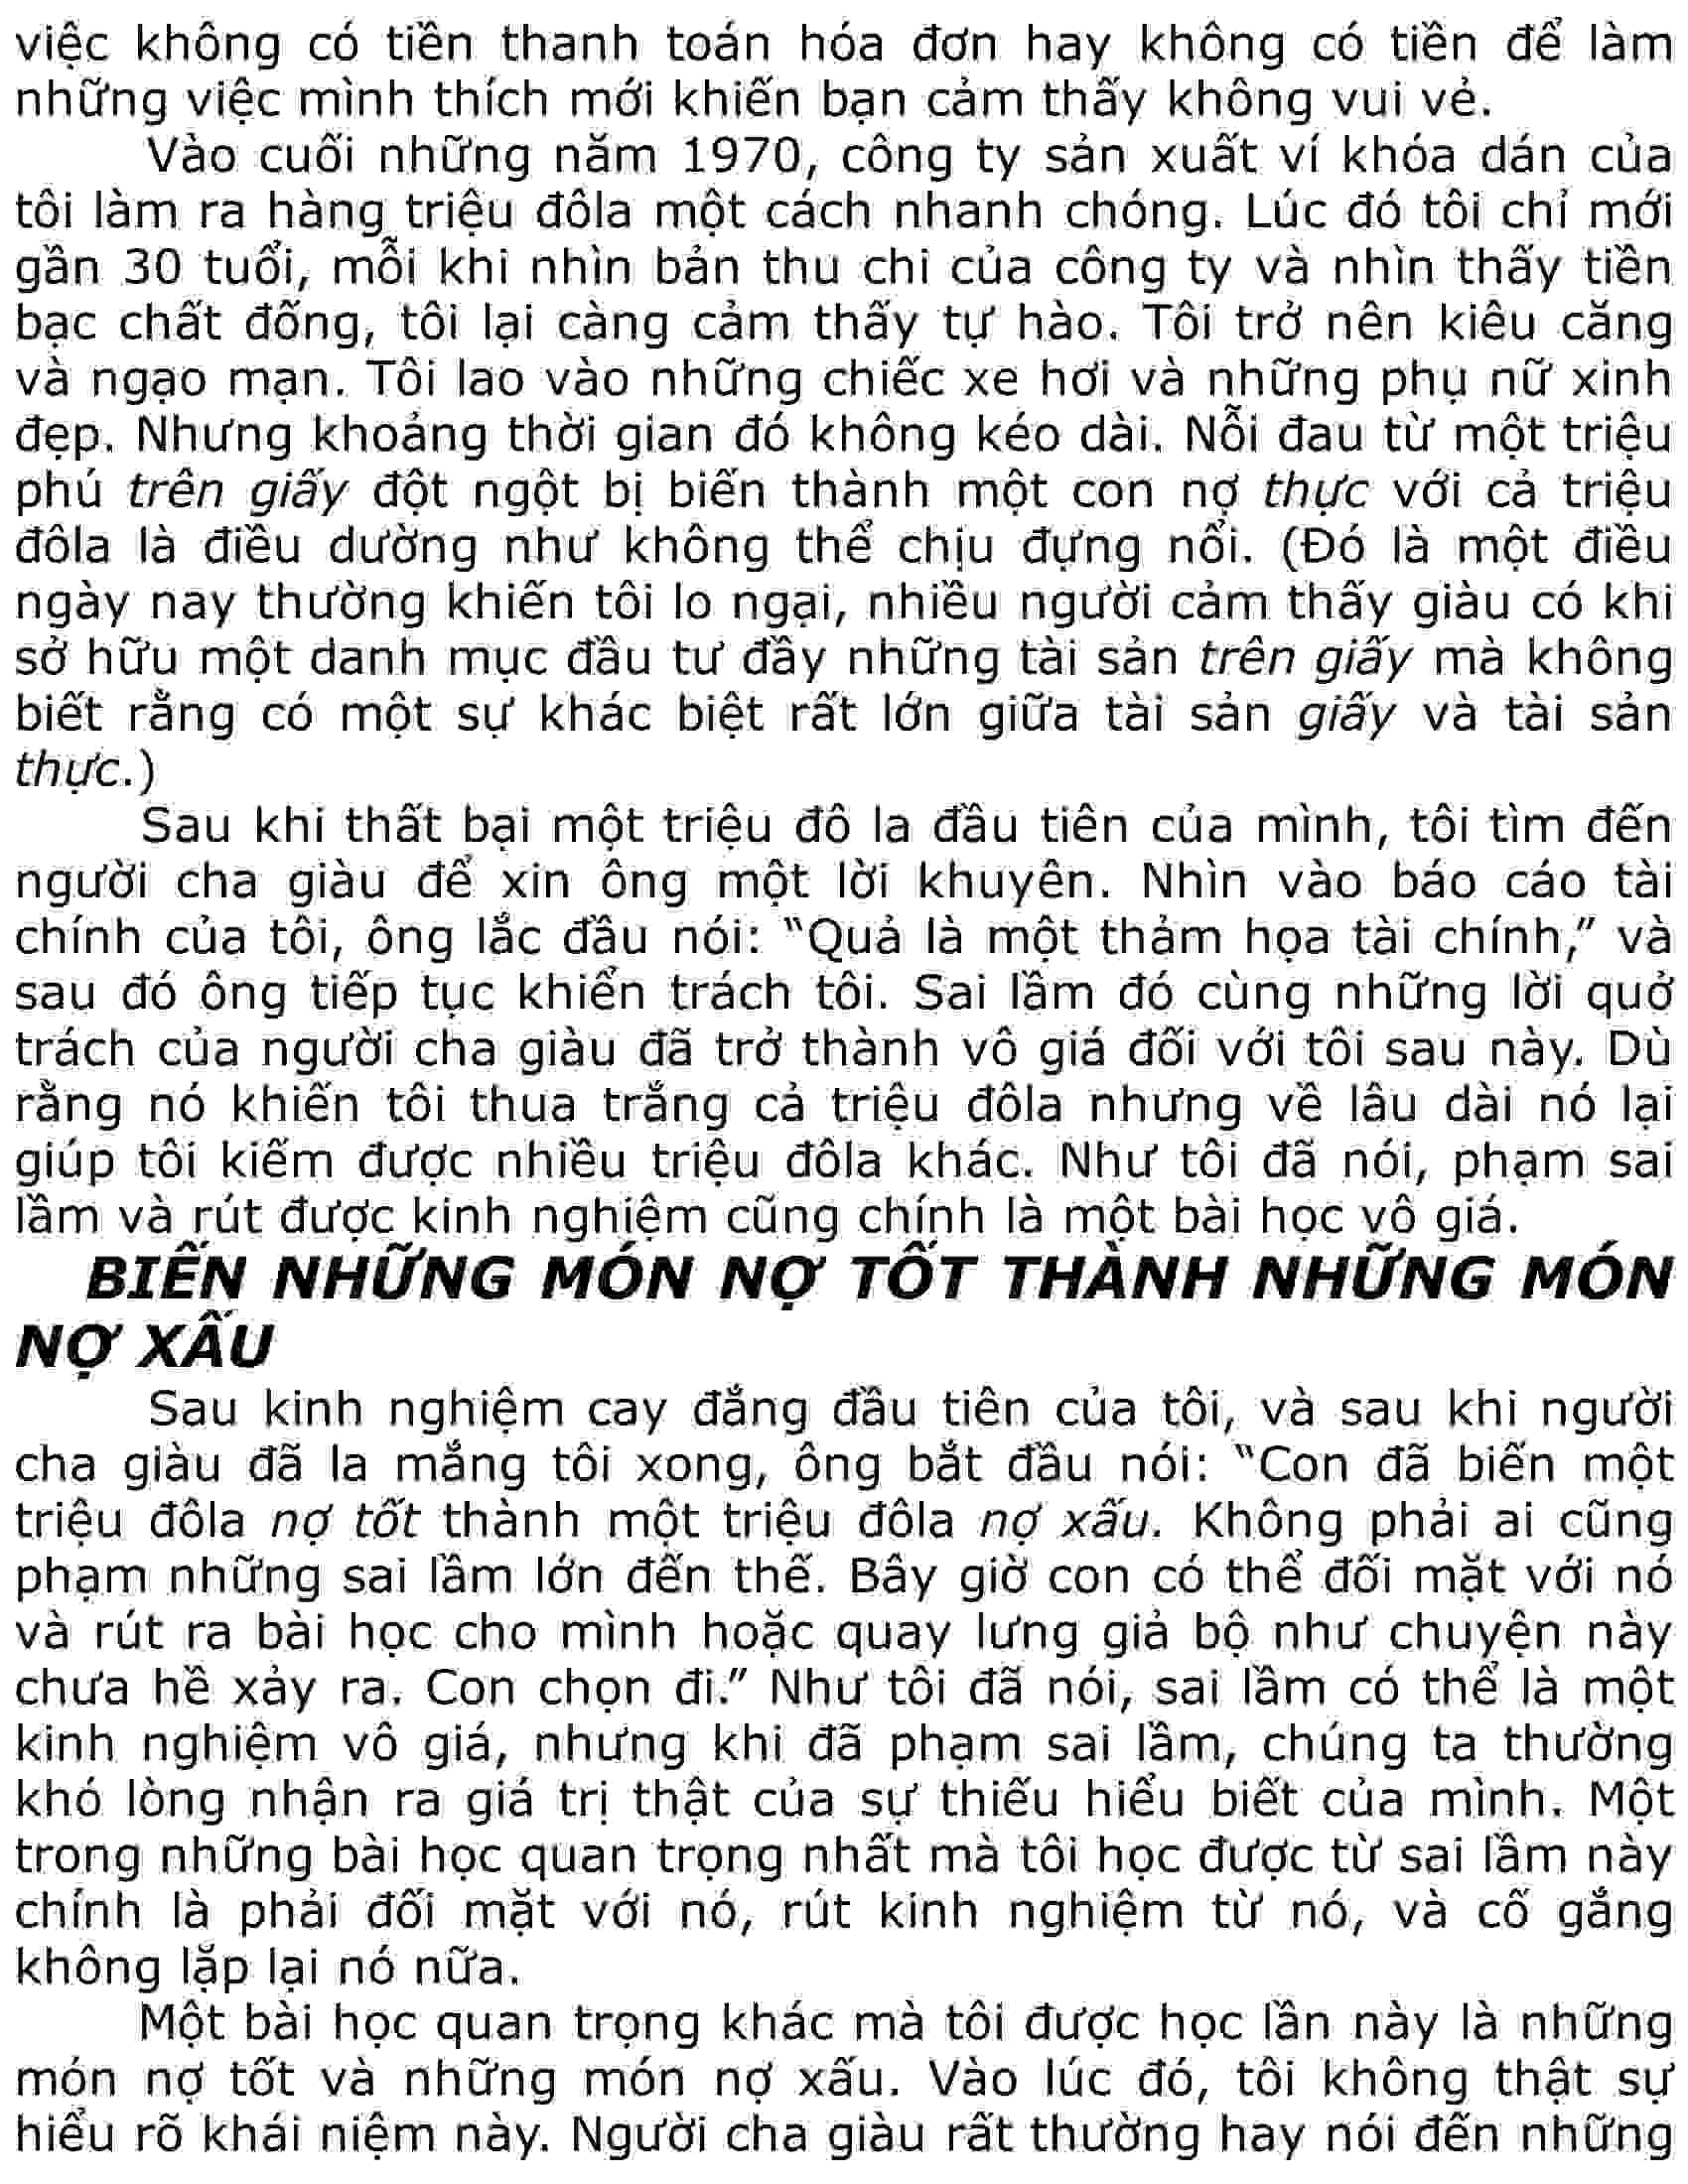 việc không có tiền thanh toán hóa đơn hay không có tiền để làm
những việc mình thích mới khiến bạn cảm thấy không vui vẻ.
Vào cuối những năm 1970, công ty sản xuất ví khóa dán của
tôi làm ra hàng triệu đôla một cách nhanh chóng. Lúc đó tôi chỉ mới
gần 30 tuổi, mỗi khi nhìn bản thu chi của công ty và nhìn thấy tiền
bạc chất đống, tôi lại càng cảm thấy tự hào. Tôi trở nên kiêu căng
và ngạo mạn. Tôi lao vào những chiếc xe hơi và những phụ nữ xinh
đẹp. Nhưng khoảng thời gian đó không kéo dài. Nỗi đau từ một triệu
phú trên giấy đột ngột bị biến thành một con nợ thực với cả triệu
đôla là điều dường như không thể chịu đựng nổi. (Đó là một điều
ngày nay thường khiến tôi lo ngại, nhiều người cảm thấy giàu có khi
sở hữu một danh mục đầu tư đầy những tài sản trên giấy mà không
biết rằng có một sự khác biệt rất lớn giữa tài sản giấy và tài sản
thực.)
Sau khi thất bại một triệu đô la đầu tiên của mình, tôi tìm đến
người cha giàu để xin ông một lời khuyên. Nhìn vào báo cáo tài
chính của tôi, ông lắc đầu nói: “Quả là một thảm họa tài chính,” và
sau đó ông tiếp tục khiển trách tôi. Sai lầm đó cùng những lời quở
trách của người cha giàu đã trở thành vô giá đối với tôi sau này. Dù
rằng nó khiến tôi thua trắng cả triệu đôla nhưng về lâu dài nó lại
giúp tôi kiếm được nhiều triệu đôla khác. Như tôi đã nói, phạm sai
lầm và rút được kinh nghiệm cũng chính là một bài học vô giá.
BIẾN NHỮNG MÓN NỢ TỐT THÀNH NHỮNG MÓN
NỢ XẤU
Sau kinh nghiệm cay đắng đầu tiên của tôi, và sau khi người
cha giàu đã la mắng tôi xong, ông bắt đầu nói: “Con đã biến một
triệu đôla nợ tốt thành một triệu đôla nợ xấu. Không phải ai cũng
phạm những sai lầm lớn đến thế. Bây giờ con có thể đối mặt với nó
và rút ra bài học cho mình hoặc quay lưng giả bộ như chuyện này
chưa hề xảy ra. Con chọn đi.” Như tôi đã nói, sai lầm có thể là một
kinh nghiệm vô giá, nhưng khi đã phạm sai lầm, chúng ta thường
khó lòng nhận ra giá trị thật của sự thiếu hiểu biết của mình. Một
trong những bài học quan trọng nhất mà tôi học được từ sai lầm này
chính là phải đối mặt với nó, rút kinh nghiệm từ nó, và cố gắng
không lặp lại nó nữa.
Một bài học quan trọng khác mà tôi được học lần này là những
món nợ tốt và những món nợ xấu. Vào lúc đó, tôi không thật sự
hiểu rõ khái niệm này. Người cha giàu rất thường hay nói đến những